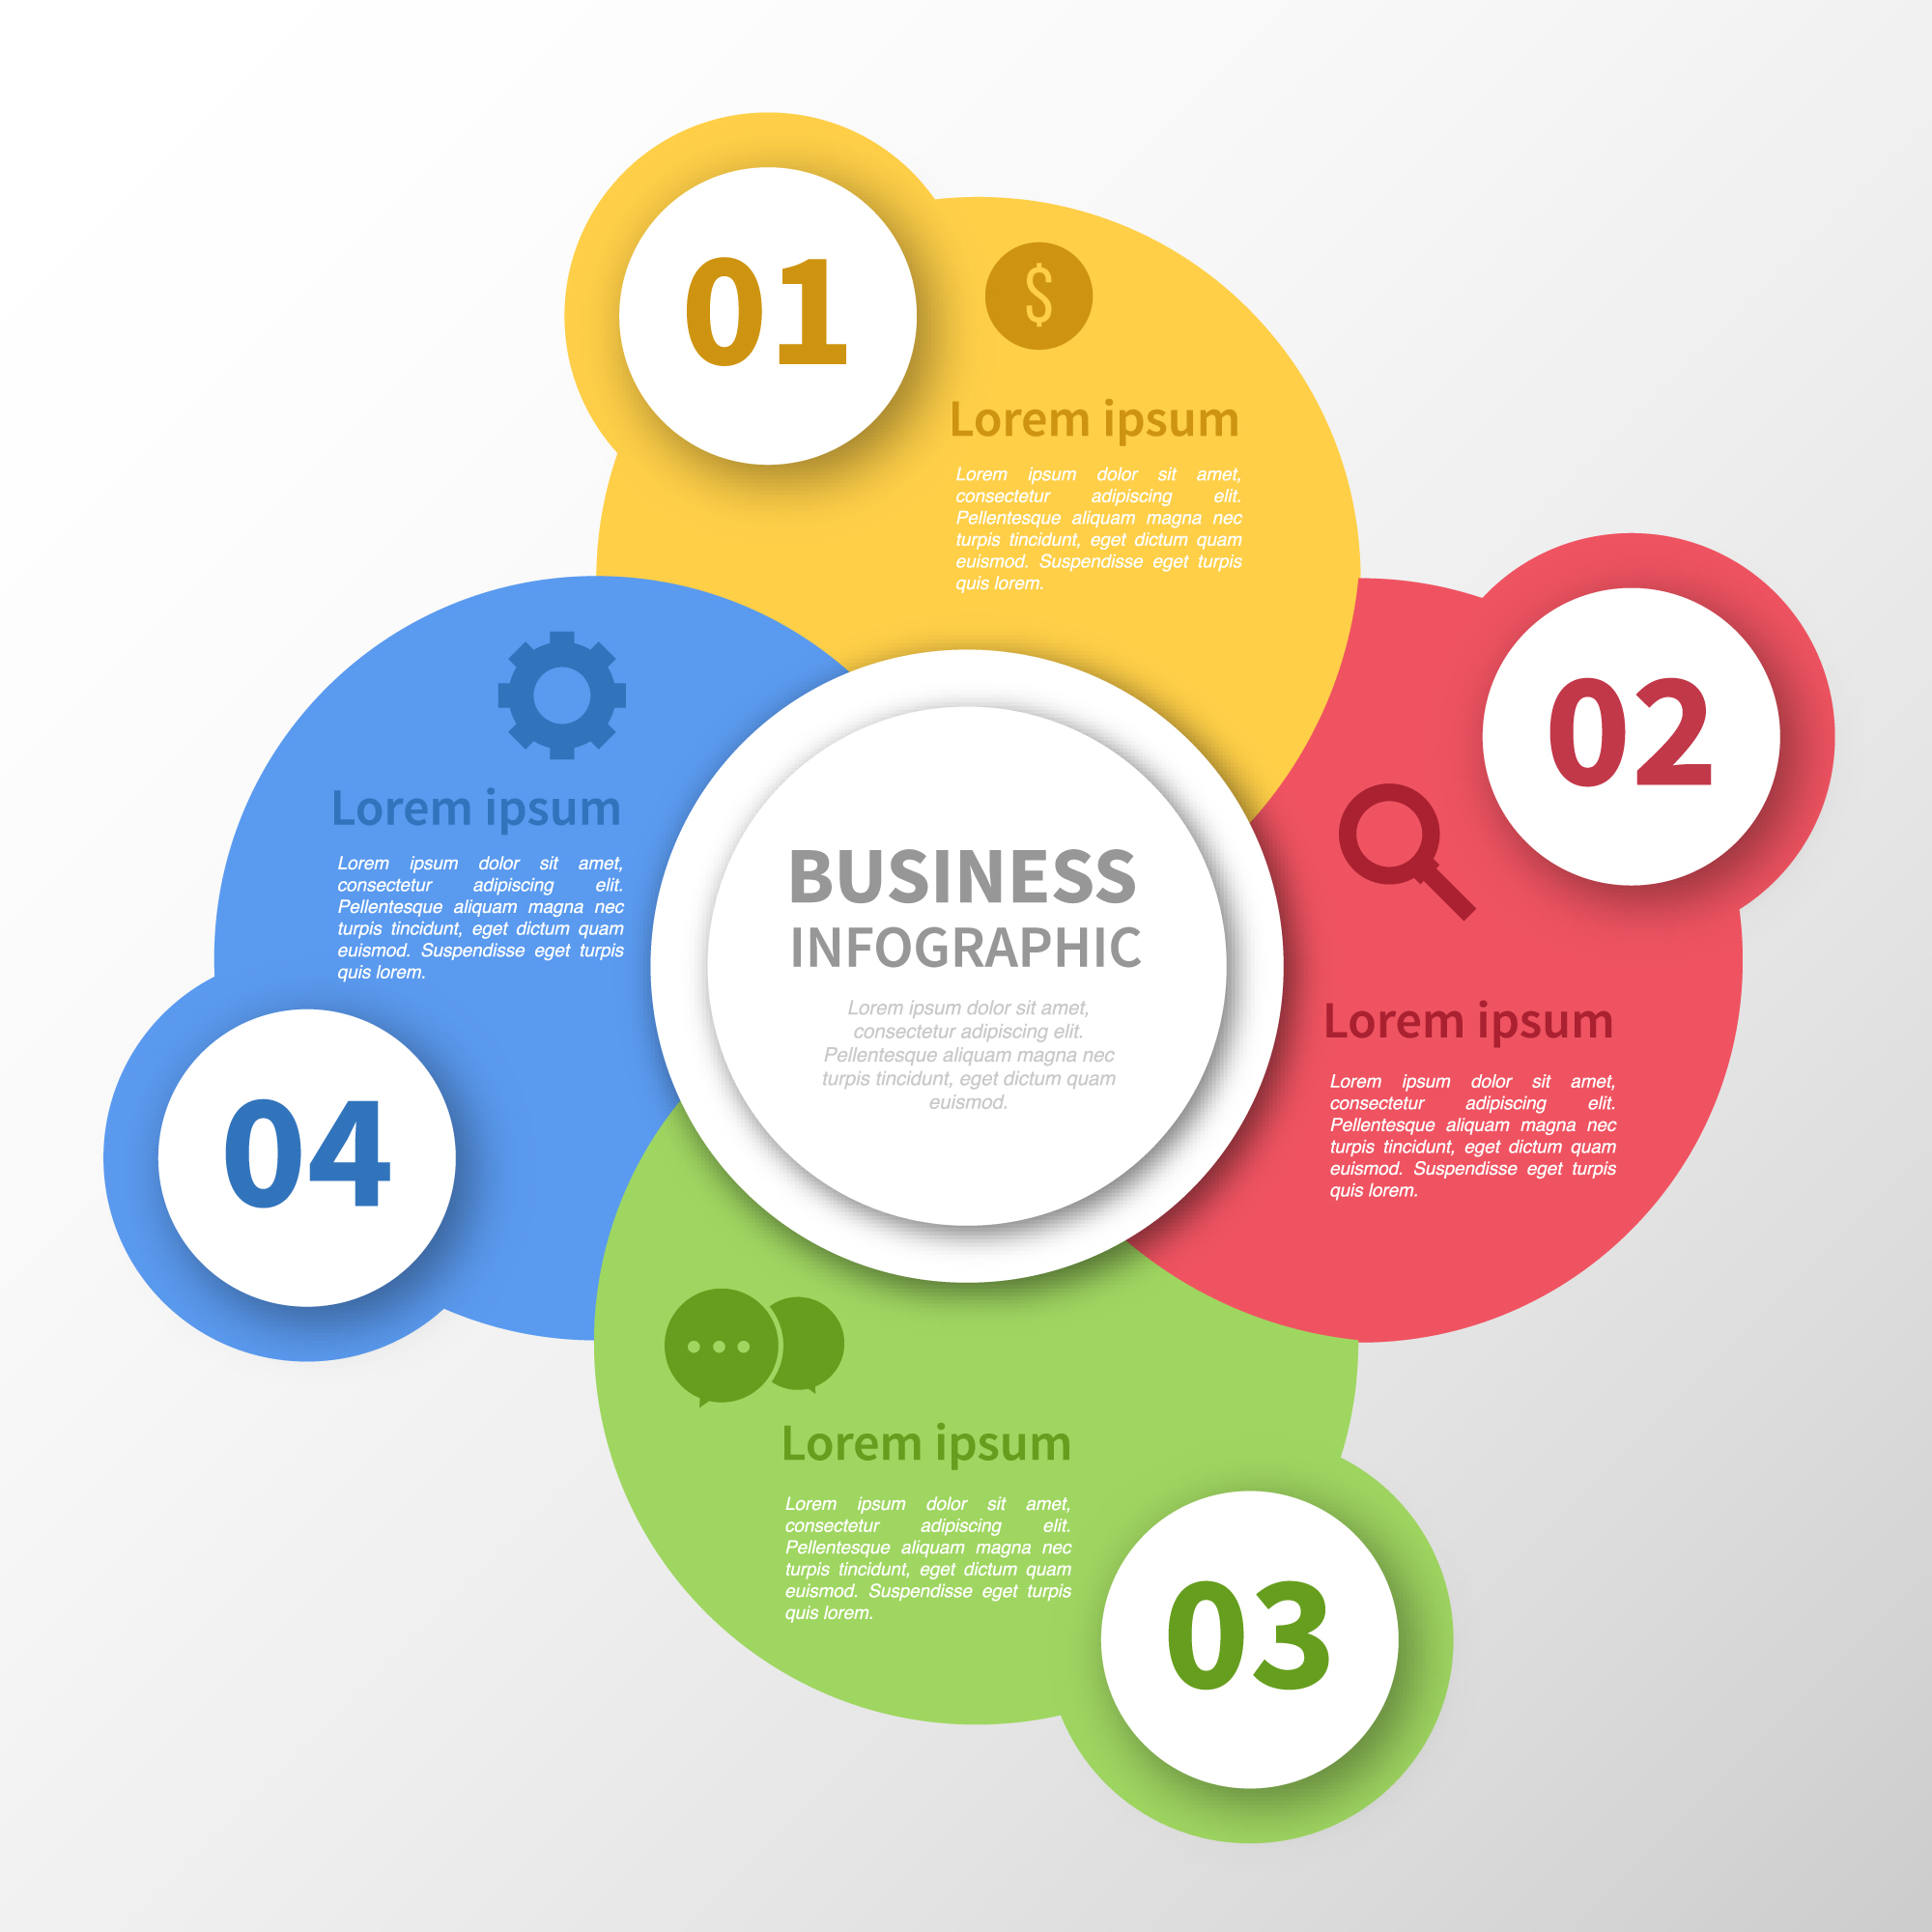 01
$
Lorem ipsum
Lorem ipsum dolor sit amet,
consectetur adipiscing elit.
Pellentesque aliquam magna nec
turpis tincidunt, eget dictum quam
euismod. Suspendisse eget turpis
quis lorem.
02
Lorem ipsum
Lorem ipsum dolor sit amet,
consectetur adipiscing elit.
Pellentesque aliquam magna nec
turpis tincidunt, eget dictum quam
euismod. Suspendisse eget turpis
quis lorem.
BUSINESS
INFOGRAPHIC
Lorem ipsum dolor sit amet,
consectetur adipiscing elit.
Pellentesque aliquam magna nec
turpis tincidunt, eget dictum quam
euismod.
Lorem ipsum
Lorem ipsum dolor sit amet,
consectetur adipiscing elit.
Pellentesque aliquam magna nec
turpis tincidunt, eget dictum quam
euismod. Suspendisse eget turpis
quis lorem.
04
Lorem ipsum
Lorem ipsum dolor sit amet,
consectetur adipiscing elit.
Pellentesque aliquam magna nec
turpis tincidunt, eget dictum quam
euismod. Suspendisse eget turpis
quis lorem.
03